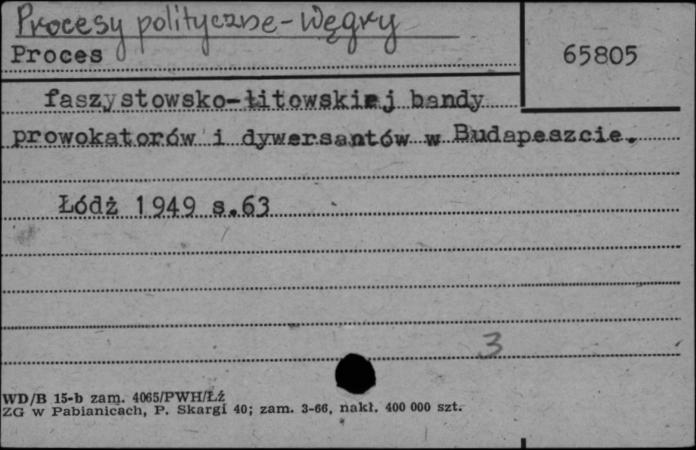 Procesy polityczne - Węgry
Proces
65805
faszystowsko-łitowskiej bandy
prowokatorów i dywersantów w Budapeszcie.
Łódź 1949 s.63
3
WD/B 15-b zam. 4065/PWH/Łź
ZG w Pabianicach, P. Skargi 40; zam. 3-66, nakł. 400 000 szt.